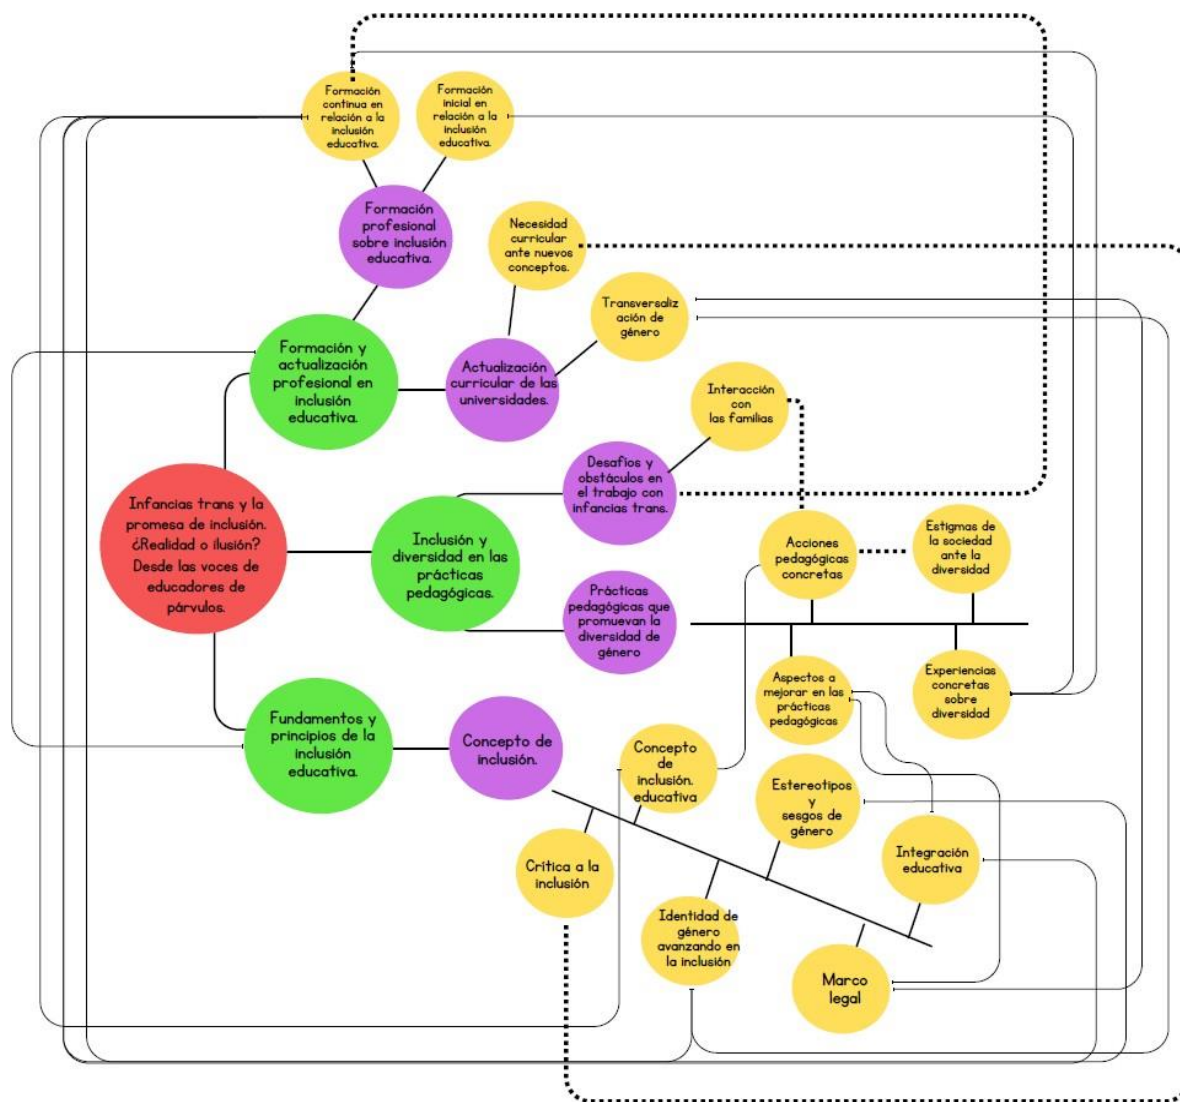 Formación
continua en
relación a la
inclusión
educativa.
Formación
inicial en
relación a la
inclusión
educativa.
Formación
profesional
sobre inclusión
educativa.
Necesidad
curricular
ante nuevos
conceptos.
Transversaliz
ación de
género
Formación y
actualización
profesional en
inclusión
educativa.
Actualización
curricular de las
universidades.
Interacción
con
las familias
Desafíos y
obstáculos en
el trabajo con
infancias trans.
Infancias trans y la
promesa de inclusión.
¿Realidad o ilusión?
Desde las voces de
educadores de
párvulos.
Inclusión y
diversidad en las
prácticas
pedagógicas.
Acciones
pedagógicas
concretas
Estigmas de
la sociedad
ante la
diversidad
Prácticas
pedagógicas que
promuevan la
diversidad de
género
Aspectos a
mejorar en las
prácticas
pedagógicas
Experiencias
concretas
sobre
diversidad
Fundamentos y
principios de la
inclusión
educativa.
Concepto de
inclusión.
Concepto
de
inclusión.
educativa
Estereotipos
y
sesgos de
género
Crítica a la
inclusión
Integración
educativa
Identidad de
género
avanzando en
la inclusión
Marco
legal